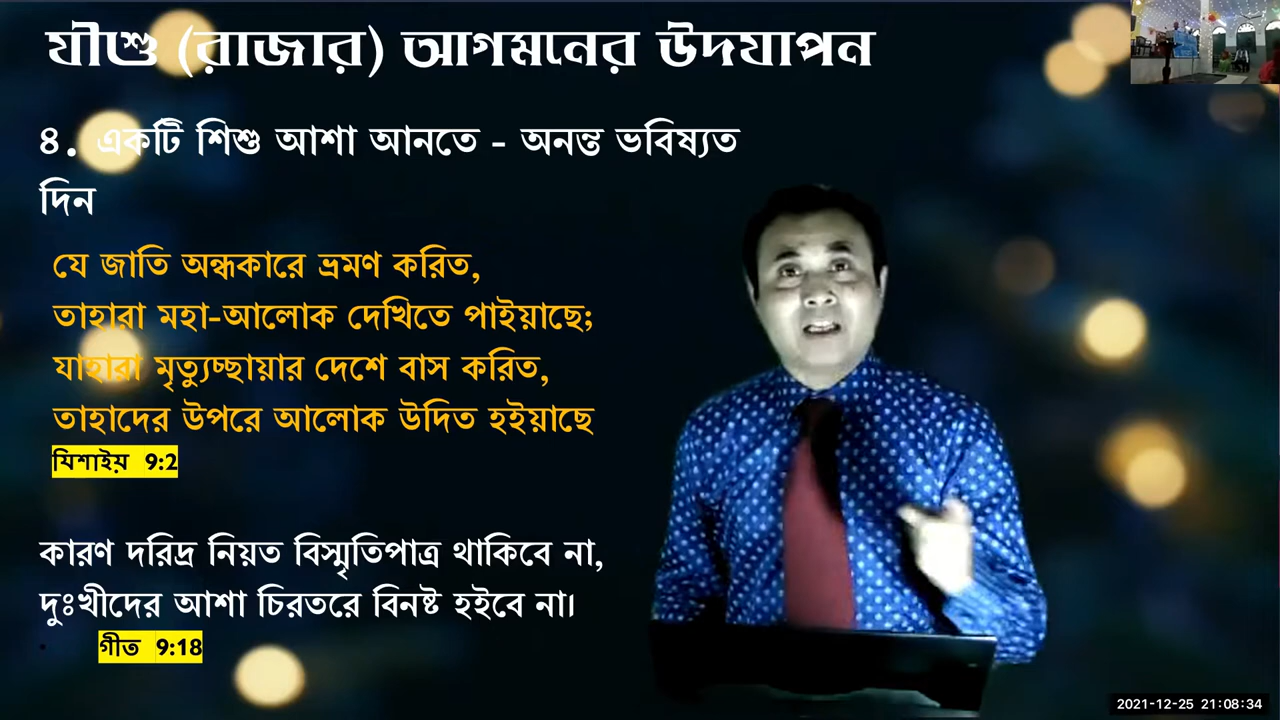 যীশু (রাজার) আগমনের উদযাপন
৪. একটি শিশু আশা আনতে - অনন্ত ভবিষ্যত
দিন
যে জাতি অন্ধকারে ভ্রমণ করিত,
তাহারা মহা-আলোক দেখিতে পাইয়াছে;
যাহারা মৃত্যুচ্ছায়ার দেশে বাস করিত,
তাহাদের উপরে আলোক উদিত হইয়াছে
যিশাইয় 9:2
কারণ দরিদ্র নিয়ত বিস্মৃতিপাত্র থাকিবে না,
দুঃখীদের আশা চিরতরে বিনষ্ট হইবে না।
গীত 9:18
2021-12-25 21:08:34